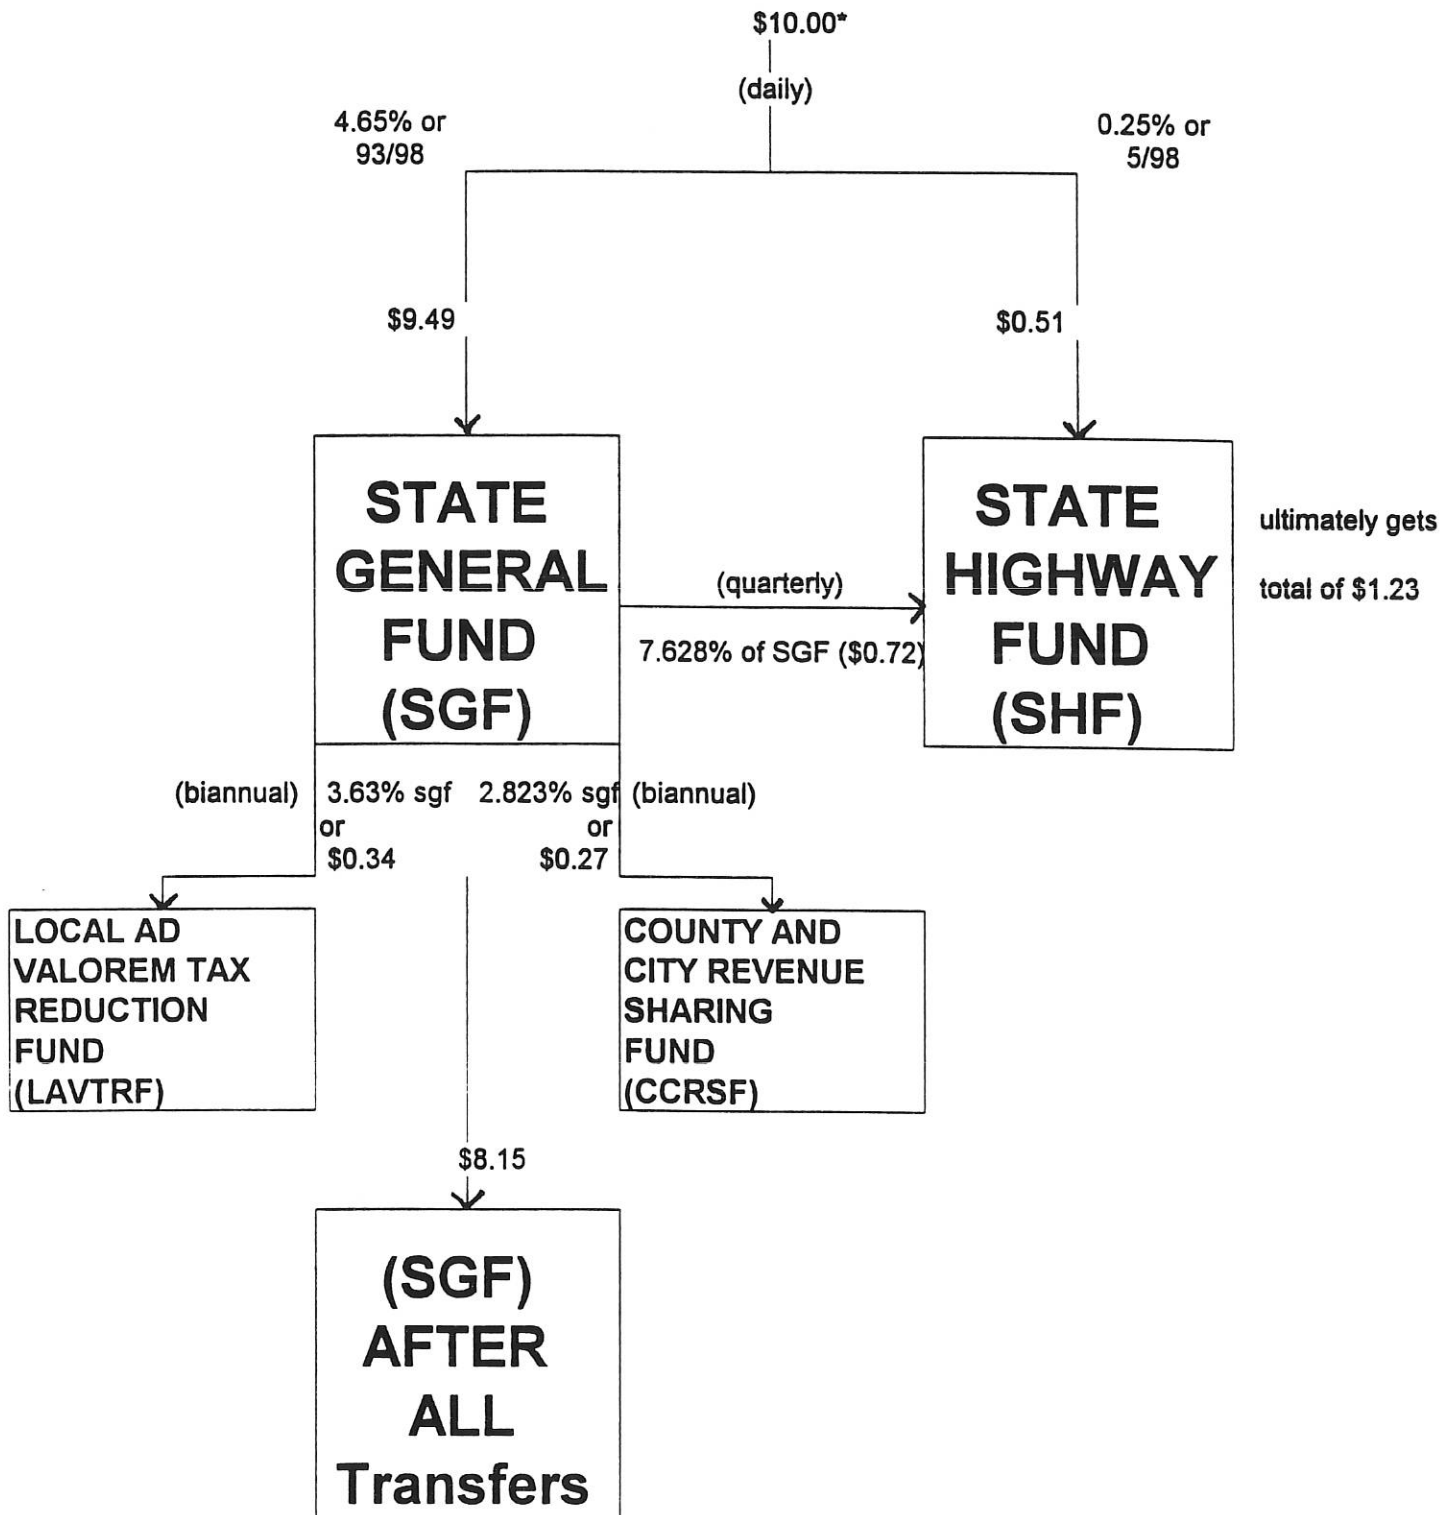 $10.00*
(daily)
4.65% or
93/98
0.25% or
5/98
$9.49
$0.51
STATE
GENERAL
FUND
(SGF)
(quarterly)
7.628% of SGF ($0.72)
STATE
HIGHWAY
FUND
(SHF)
ultimately gets
total of $1.23
(biannual)
3.63% sgf
or
$0.34
2.823% sgf
or
$0.27
(biannual)
LOCAL AD
VALOREM TAX
REDUCTION
FUND
(LAVTRF)
COUNTY AND
CITY REVENUE
SHARING
FUND
(CCRSF)
$8.15
(SGF)
AFTER
ALL
Transfers